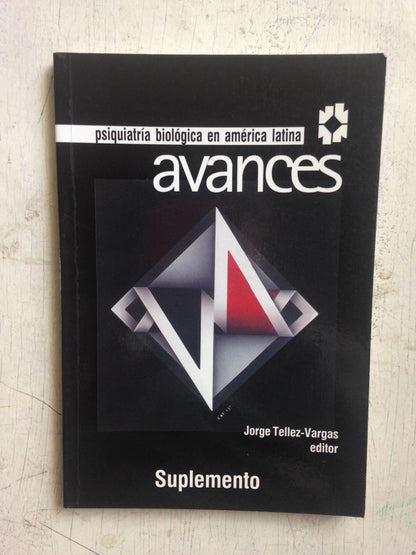 psiquiatría biológica en américa latina
avances
Jorge Tellez-Vargas
editor
Suplemento